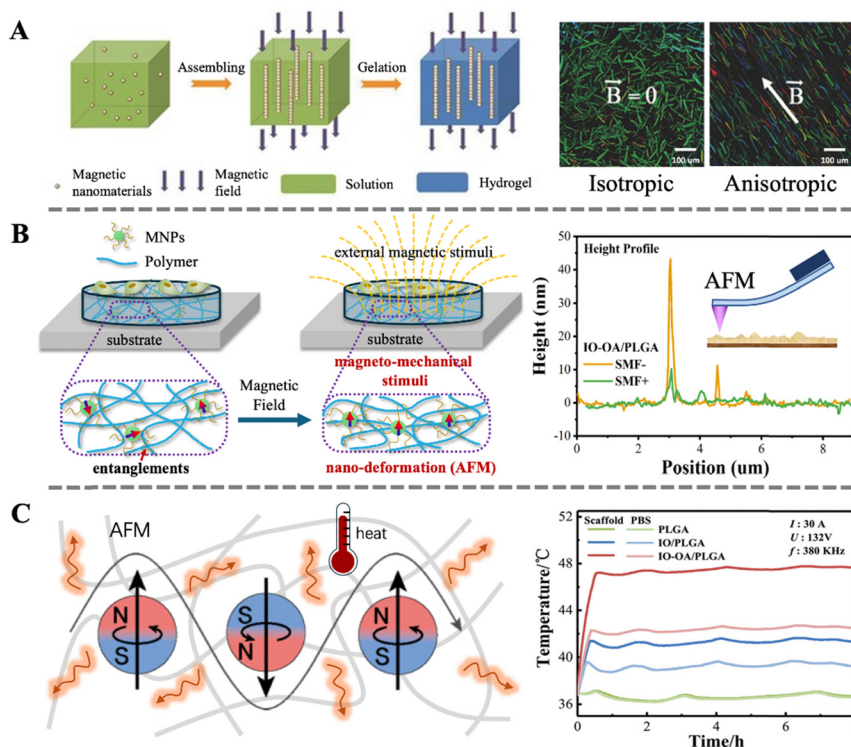 A
Assembling
Gelation
Magnetic nanomaterials
Magnetic field
Solution
Hydrogel
B = 0
100 um
Isotropic
B
100 um
Anisotropic
B
MNPs
Polymer
substrate
entanglements
Magnetic
Field
external magnetic stimuli
substrate
magneto-mechanical
stimuli
nano-deformation (AFM)
Height (nm)
50
40
30
20
10
0
-10
Height Profile
AFM
IO-OA/PLGA
SMF-
SMF+
0 2 4 6 8
Position (um)
C
AFM
heat
N
S
S
N
N
S
Temperature/℃
52
48
44
40
36
Scaffold PBS
PLGA
IO/PLGA
IO-OA/PLGA
I : 30 A
U : 132V
f : 380 KHz
0 2 4 6
Time/h